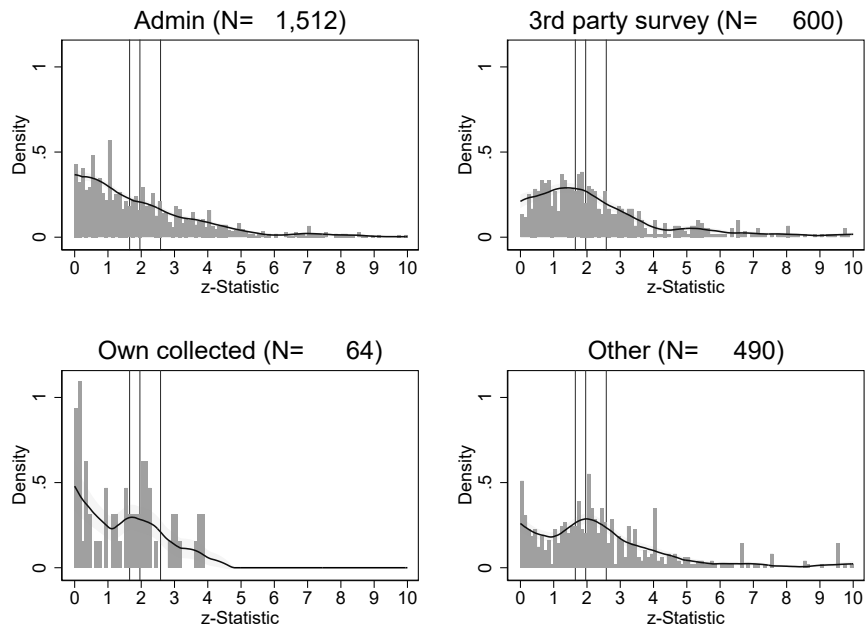 Admin (N= 1,512)
Density
1
.5
0
0 1 2 3 4 5 6 7 8 9 10
z-Statistic
3rd party survey (N= 600)
Density
1
.5
0
0 1 2 3 4 5 6 7 8 9 10
z-Statistic
Own collected (N= 64)
Density
1
.5
0
0 1 2 3 4 5 6 7 8 9 10
z-Statistic
Other (N= 490)
Density
1
.5
0
0 1 2 3 4 5 6 7 8 9 10
z-Statistic